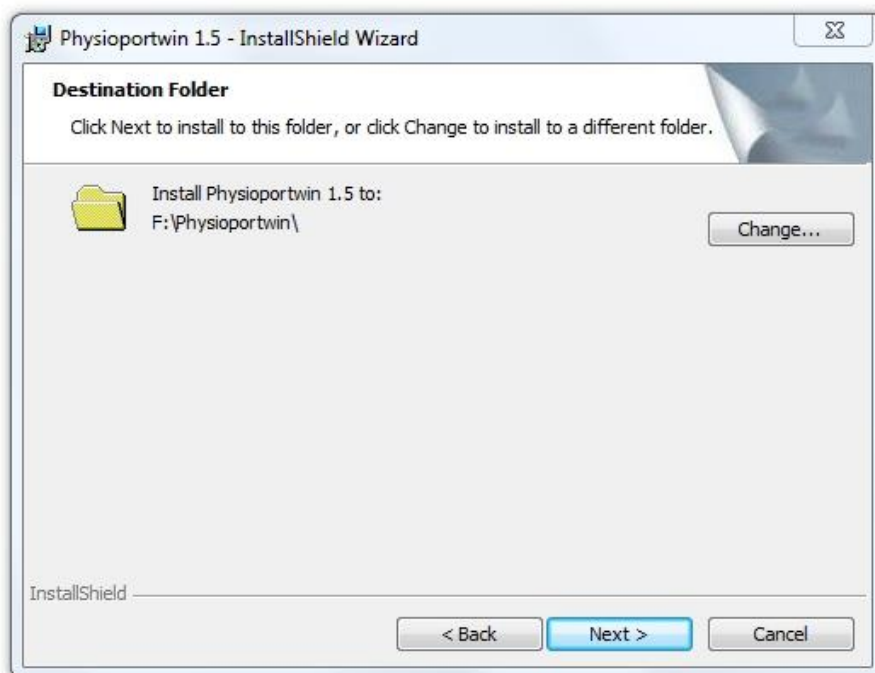 Physioportwin 1.5 - InstallShield Wizard
Destination Folder
Click Next to install to this folder, or click Change to install to a different folder.
Install Physioportwin 1.5 to:
F:\Physioportwin\
Change...
InstallShield
< Back
Next >
Cancel